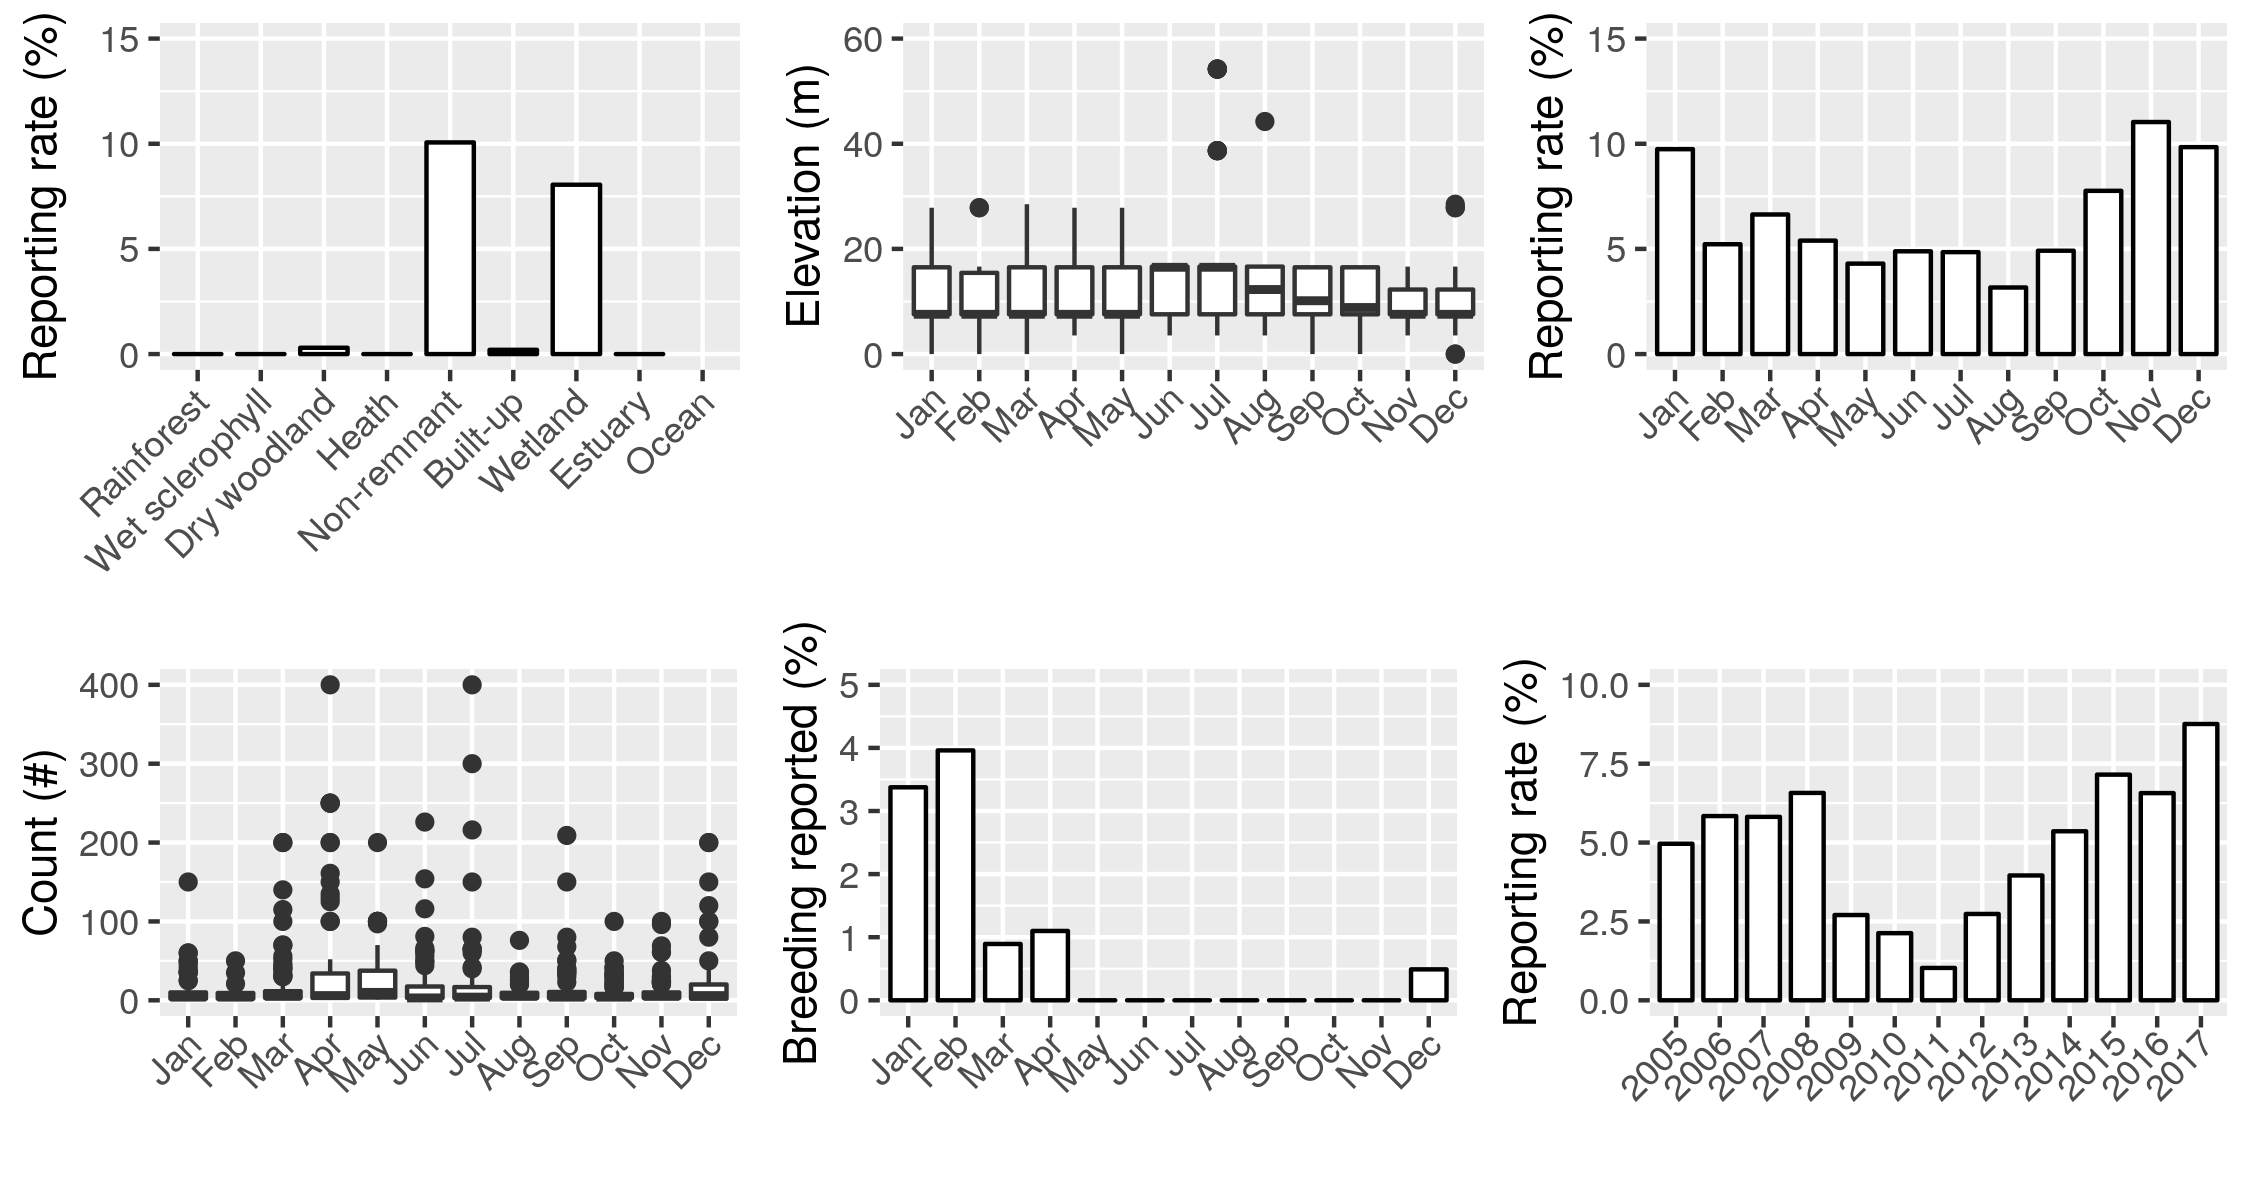 Reporting rate (%)
15
10
5
0
Rainforest
Wet sclerophyll
Dry woodland
Heath
Non-remnant
Built-up
Wetland
Estuary
Ocean
Elevation (m)
60
40
20
0
Jan
Feb
Mar
Apr
May
Jun
Jul
Aug
Sep
Oct
Nov
Dec
Reporting rate (%)
15
10
5
0
Jan
Feb
Mar
Apr
May
Jun
Jul
Aug
Sep
Oct
Nov
Dec
Count (#)
400
300
200
100
0
Jan
Feb
Mar
Apr
May
Jun
Jul
Aug
Sep
Oct
Nov
Dec
Breeding reported (%)
5
4
3
2
1
0
Jan
Feb
Mar
Apr
May
Jun
Jul
Aug
Sep
Oct
Nov
Dec
Reporting rate (%)
10.0
7.5
5.0
2.5
0.0
2005
2006
2007
2008
2009
2010
2011
2012
2013
2014
2015
2016
2017